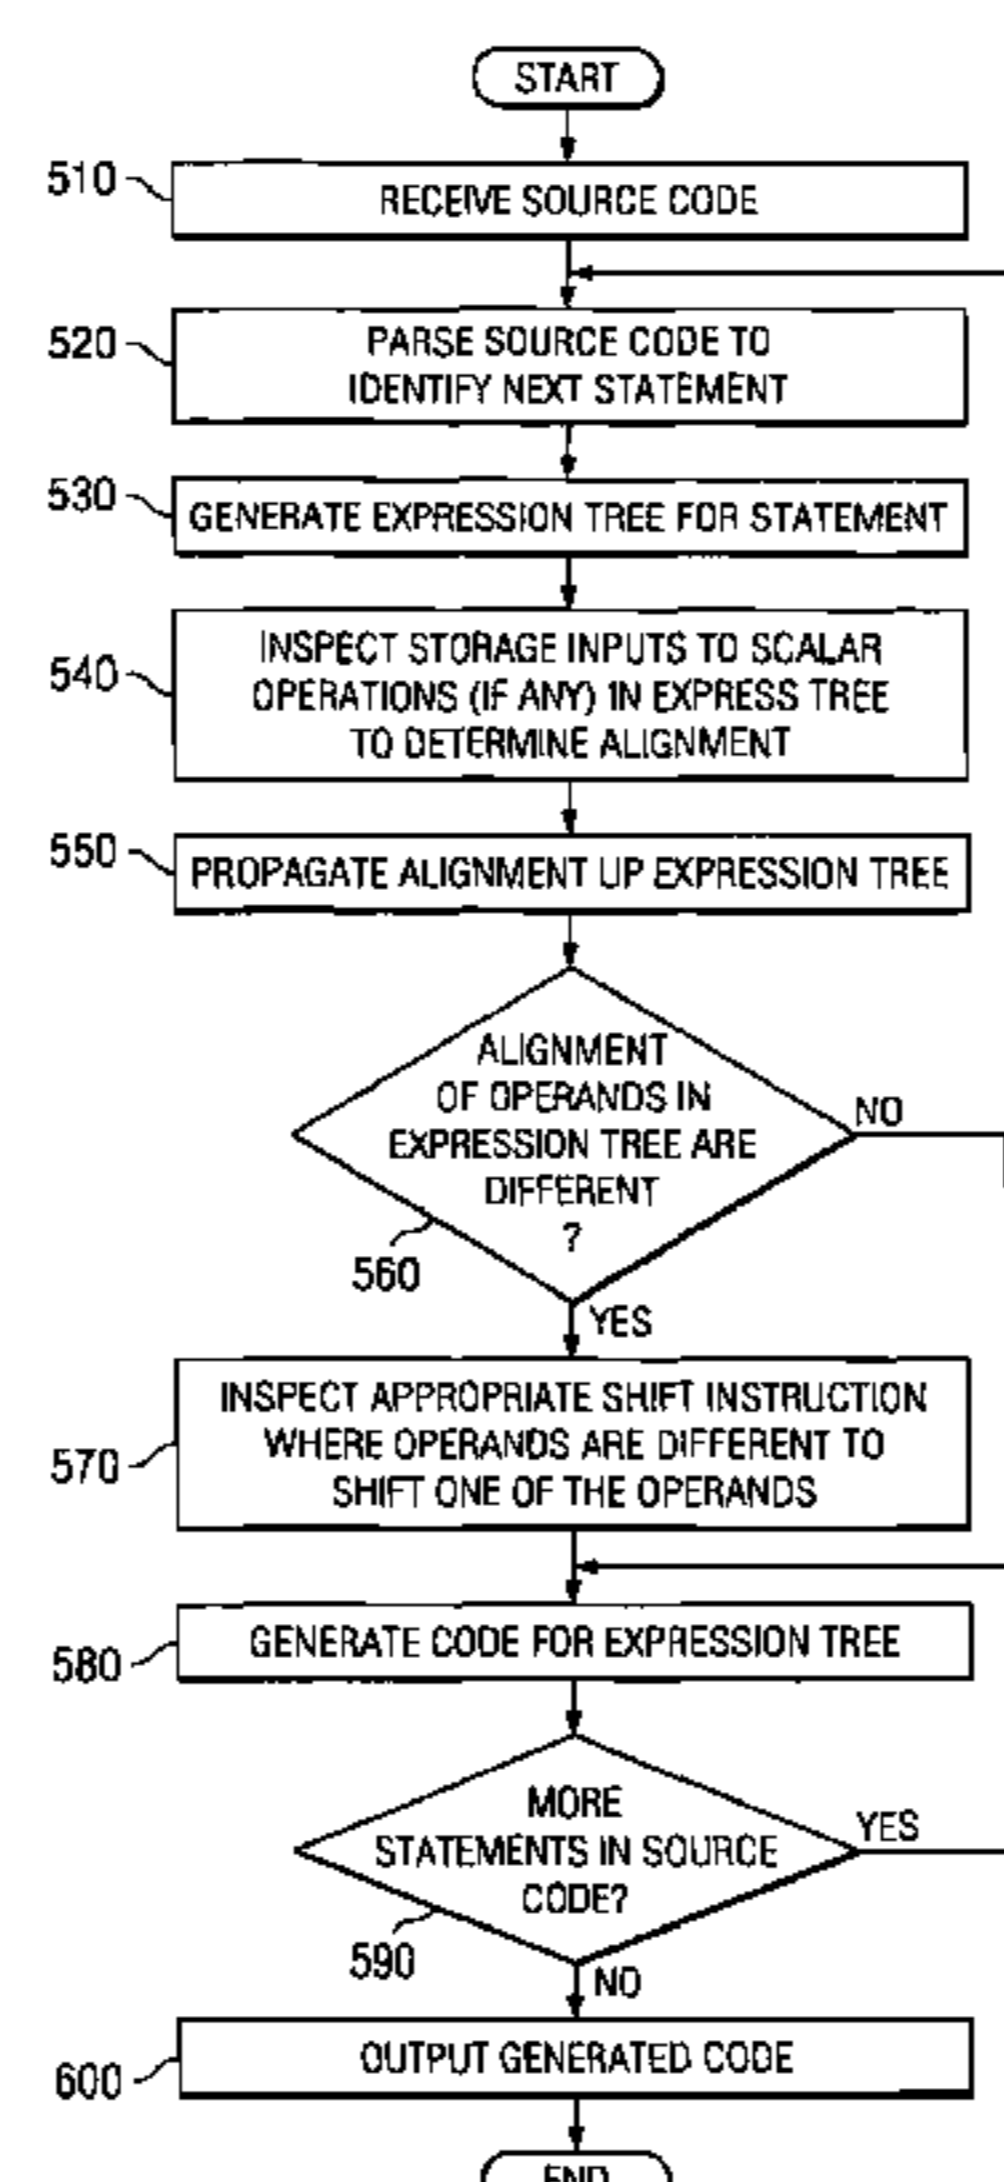 START
510
RECEIVE SOURCE CODE
520
PARSE SOURCE CODE TO
IDENTIFY NEXT STATEMENT
530
GENERATE EXPRESSION TREE FOR STATEMENT
540
INSPECT STORAGE INPUTS TO SCALAR
OPERATIONS (IF ANY) IN EXPRESS TREE
TO DETERMINE ALIGNMENT
550
PROPAGATE ALIGNMENT UP EXPRESSION TREE
ALIGNMENT
OF OPERANDS IN
EXPRESSION TREE ARE
DIFFERENT
?
NO
560
YES
570
INSPECT APPROPRIATE SHIFT INSTRUCTION
WHERE OPERANDS ARE DIFFERENT TO
SHIFT ONE OF THE OPERANDS
580
GENERATE CODE FOR EXPRESSION TREE
MORE
STATEMENTS IN SOURCE
CODE?
YES
590
NO
600
OUTPUT GENERATED CODE
END